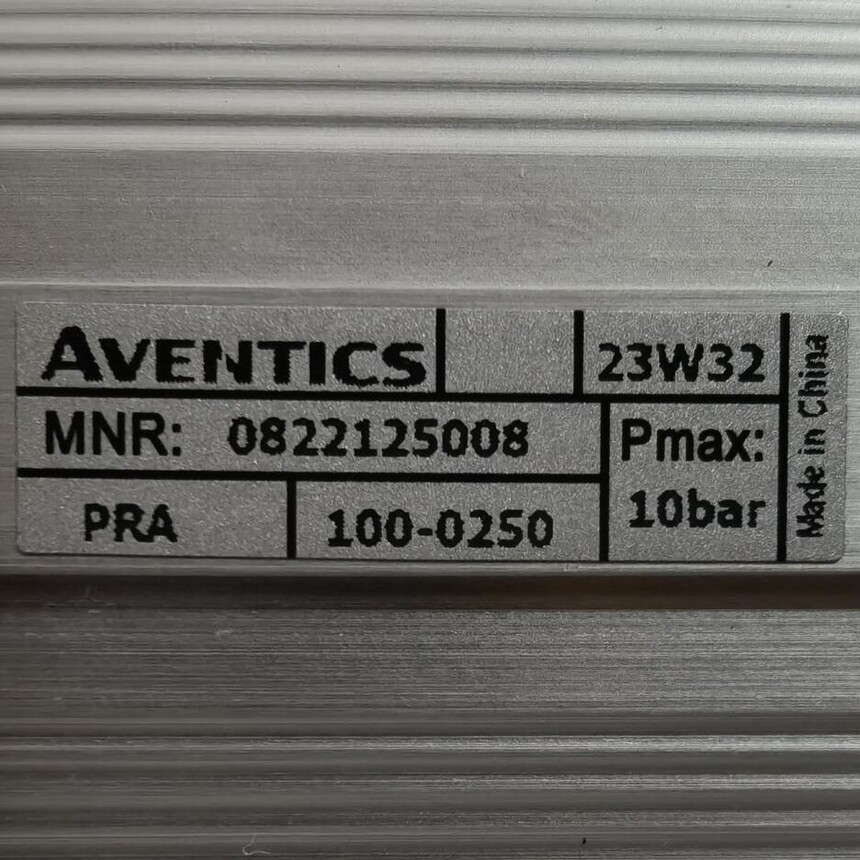 AVENTICS
23W32
MNR: 0822125008
Pmax:
10bar
PRA
100-0250
Made in China